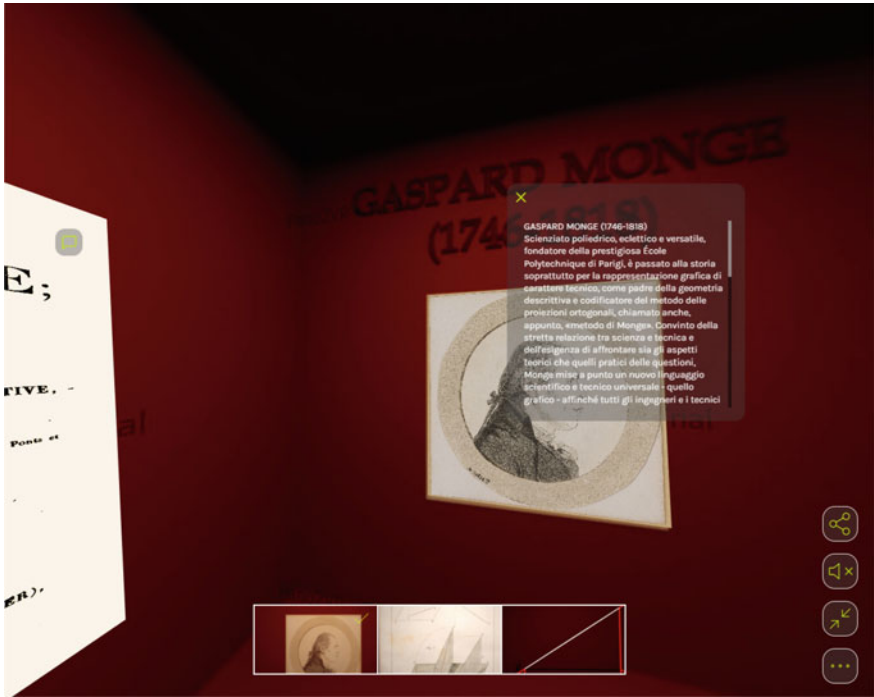 E;
TIVE,
Ponts et
ER).
GASPARD MONGE
(1746-1818)
GASPARD MONGE (1746-1818)
Scienziato poliedrico, eclettico e versatile,
fondatore della prestigiosa École
Polytechnique di Parigi, è passato alla storia
soprattutto per la rappresentazione grafica di
carattere tecnico, come padre della geometria
descrittiva e codificatore del metodo delle
proiezioni ortogonali, chiamato anche,
appunto, «metodo di Monge». Convinto della
stretta relazione tra scienza e tecnica e
dell'esigenza di affrontare sia gli aspetti
teorici che quelli pratici delle questioni,
Monge mise a punto un nuovo linguaggio
scientifico e tecnico universale - quello
grafico - affinché tutti gli ingegneri e i tecnici